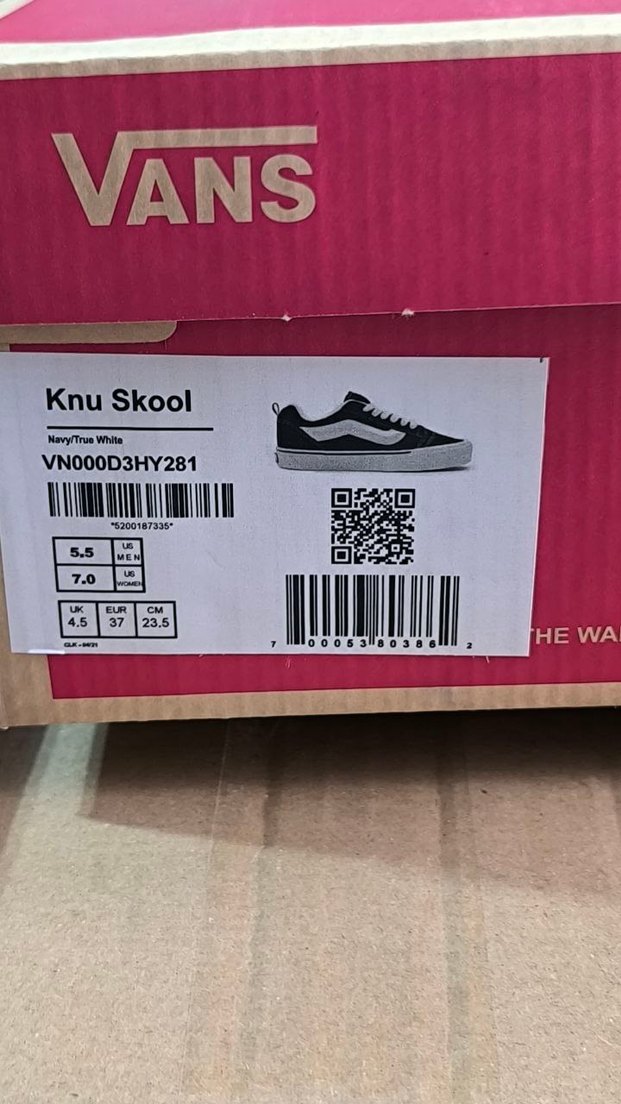 VANS
Knu Skool
Navy/True White
VN000D3HY281
*5200187335*
5.5 US MEN
7.0 US WOMEN
UK EUR CM
4.5 37 23.5
7 00053 80386 2
THE WA